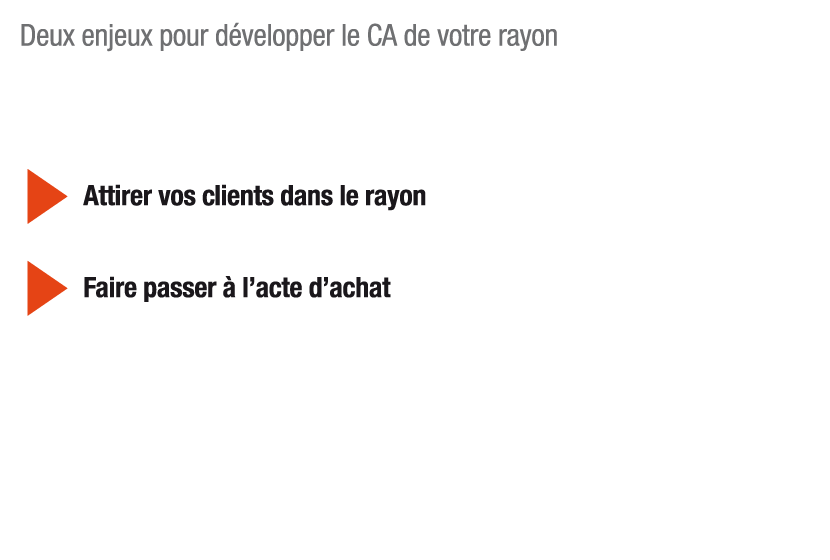 Deux enjeux pour développer le CA de votre rayon
Attirer vos clients dans le rayon
Faire passer à l’acte d’achat